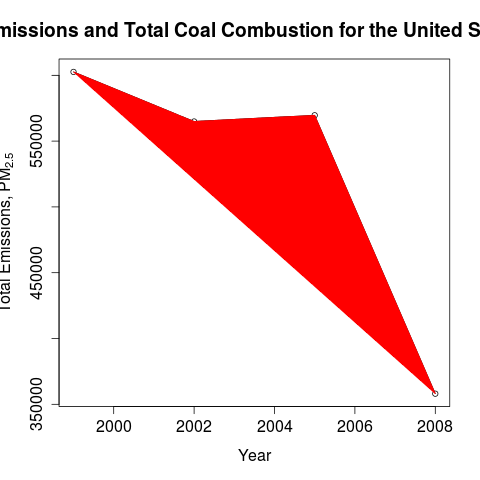 missions and Total Coal Combustion for the United S
Total Emissions, PM2.5
550000
450000
350000
2000 2002 2004 2006 2008
Year